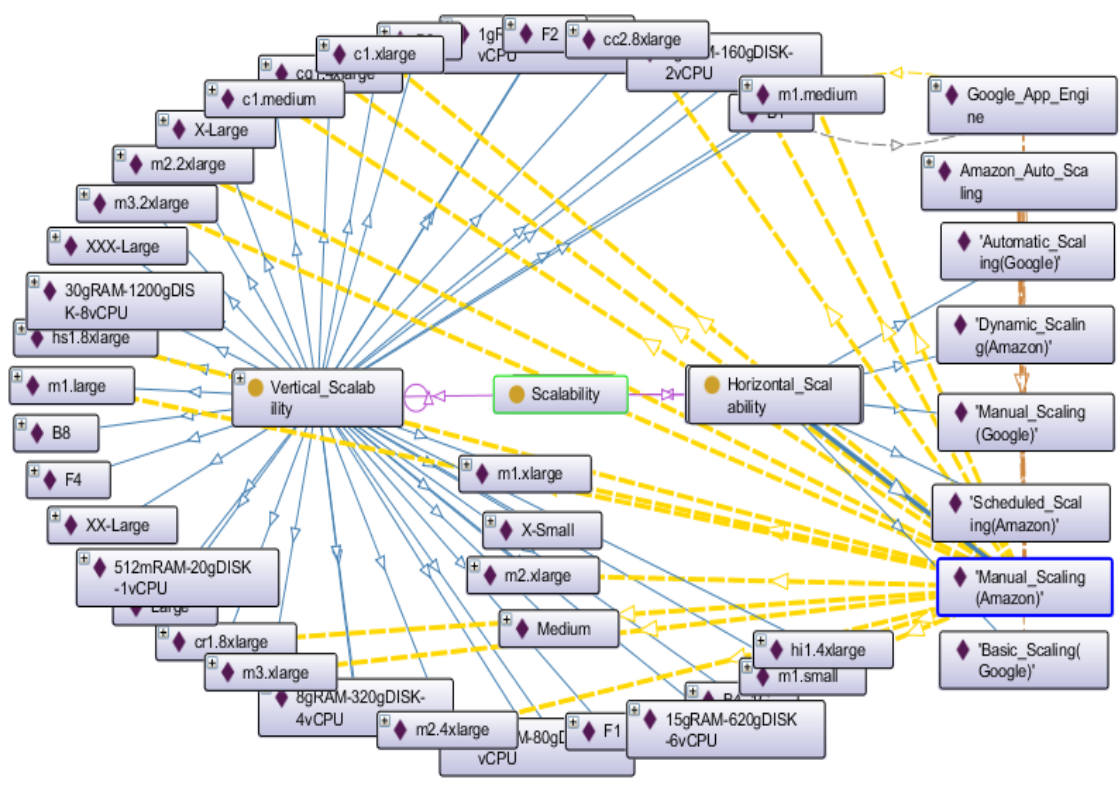 1gR
vCPU
F2
cc2.8xlarge
c1.xlarge
M-160gDISK-
2vCPU
cg1.4xlarge
c1.medium
m1.medium
Google_App_Engi
ne
X-Large
m2.2xlarge
Amazon_Auto_Sca
ling
m3.2xlarge
XXX-Large
'Automatic_Scal
ing(Google)'
30gRAM-1200gDIS
K-8vCPU
hs1.8xlarge
'Dynamic_Scalin
g(Amazon)'
m1.large
Vertical_Scalab
ility
Scalability
Horizontal_Scal
ability
'Manual_Scaling
(Google)'
B8
F4
m1.xlarge
XX-Large
X-Small
'Scheduled_Scal
ing(Amazon)'
512mRAM-20gDISK
-1vCPU
Large
m2.xlarge
'Manual_Scaling
(Amazon)'
cr1.8xlarge
Medium
hi1.4xlarge
m1.small
'Basic_Scaling(
Google)'
m3.xlarge
8gRAM-320gDISK-
4vCPU
m2.4xlarge
M-80gD
vCPU
F1
15gRAM-620gDISK
-6vCPU